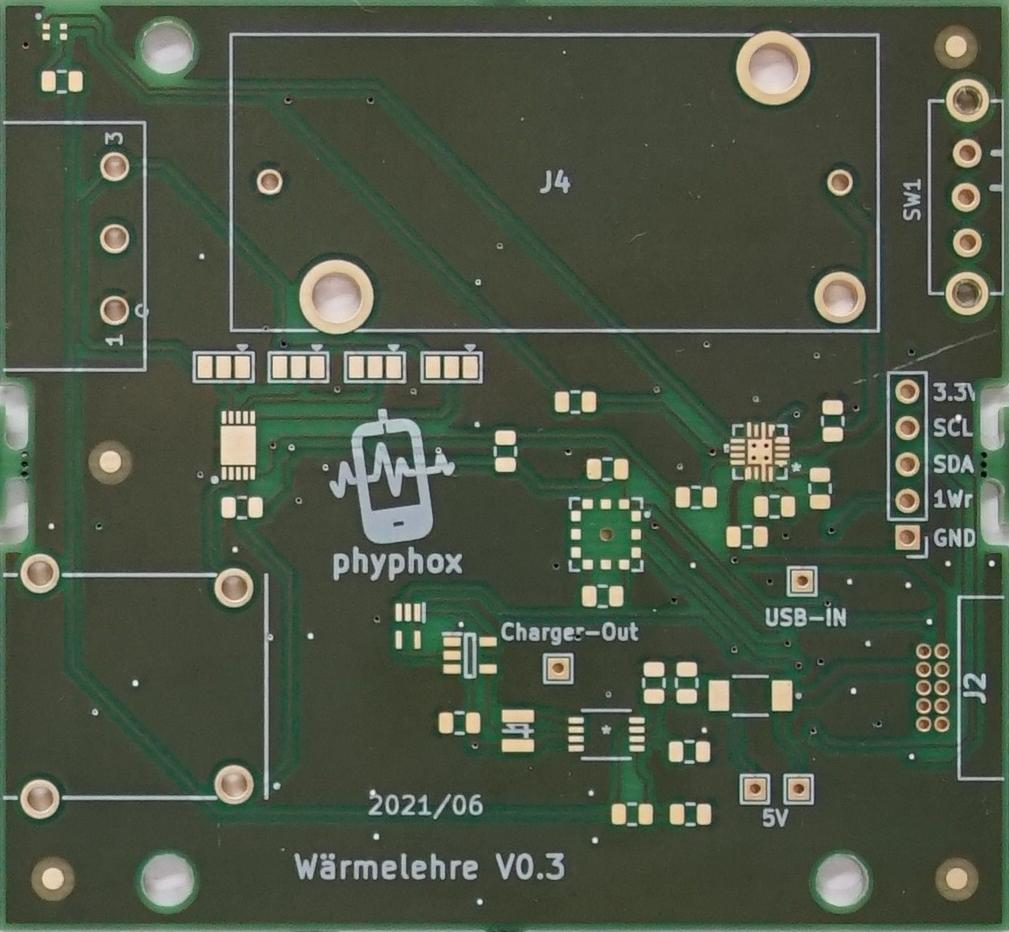 3
J4
SW1
1
3.3V
SCL
SDA
1Wr
GND
phyphox
USB-IN
Charger-Out
J2
J1
2021/06
5V
Wärmelehre V0.3